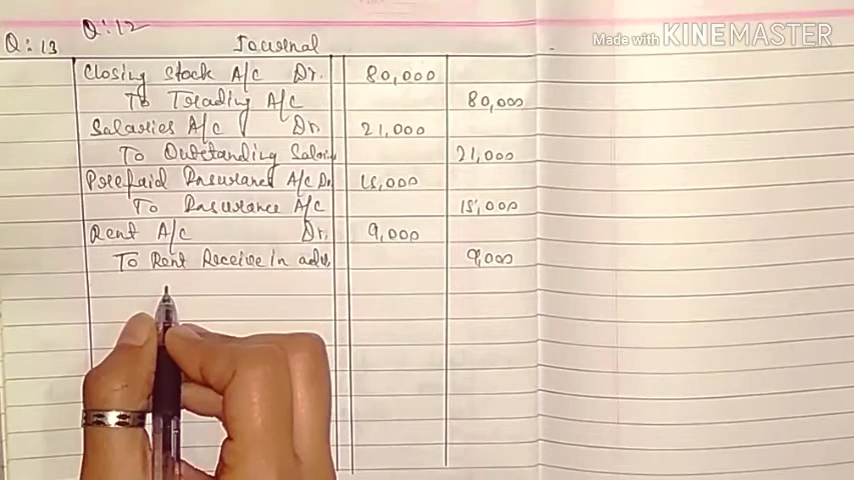 Q:12
Q:13 Journal
Made with KINEMASTER
Closing Stock A/c Dr. 80,000
To Trading A/c 80,000
Salaries A/c Dr. 21,000
To Outstanding Salaries 21,000
Prepaid Insurance A/c Dr. 15,000
To Insurance A/c 15,000
Rent A/c Dr. 9,000
To Rent Receive in adv. 9,000